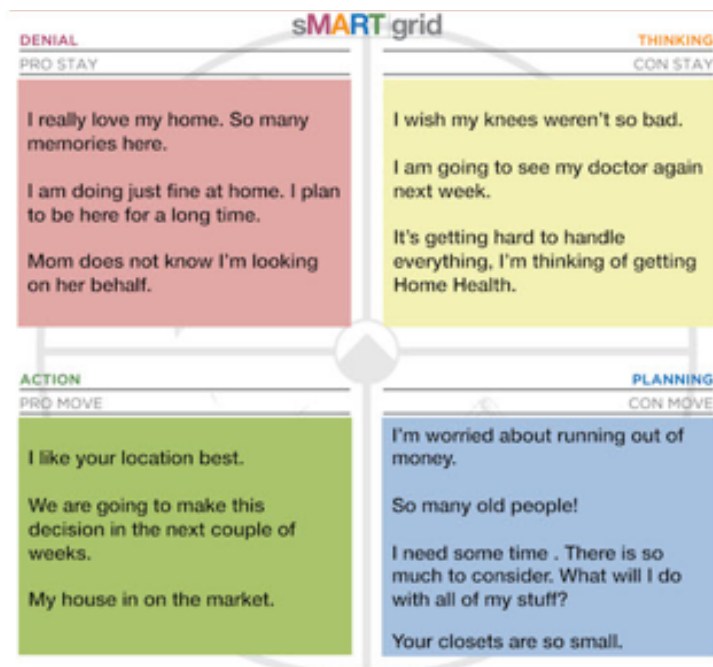 sMART grid
DENIAL
PRO STAY
I really love my home. So many
memories here.
I am doing just fine at home. I plan
to be here for a long time.
Mom does not know I'm looking
on her behalf.
THINKING
CON STAY
I wish my knees weren't so bad.
I am going to see my doctor again
next week.
It's getting hard to handle
everything, I'm thinking of getting
Home Health.
ACTION
PRO MOVE
I like your location best.
We are going to make this
decision in the next couple of
weeks.
My house in on the market.
PLANNING
CON MOVE
I'm worried about running out of
money.
So many old people!
I need some time . There is so
much to consider. What will I do
with all of my stuff?
Your closets are so small.